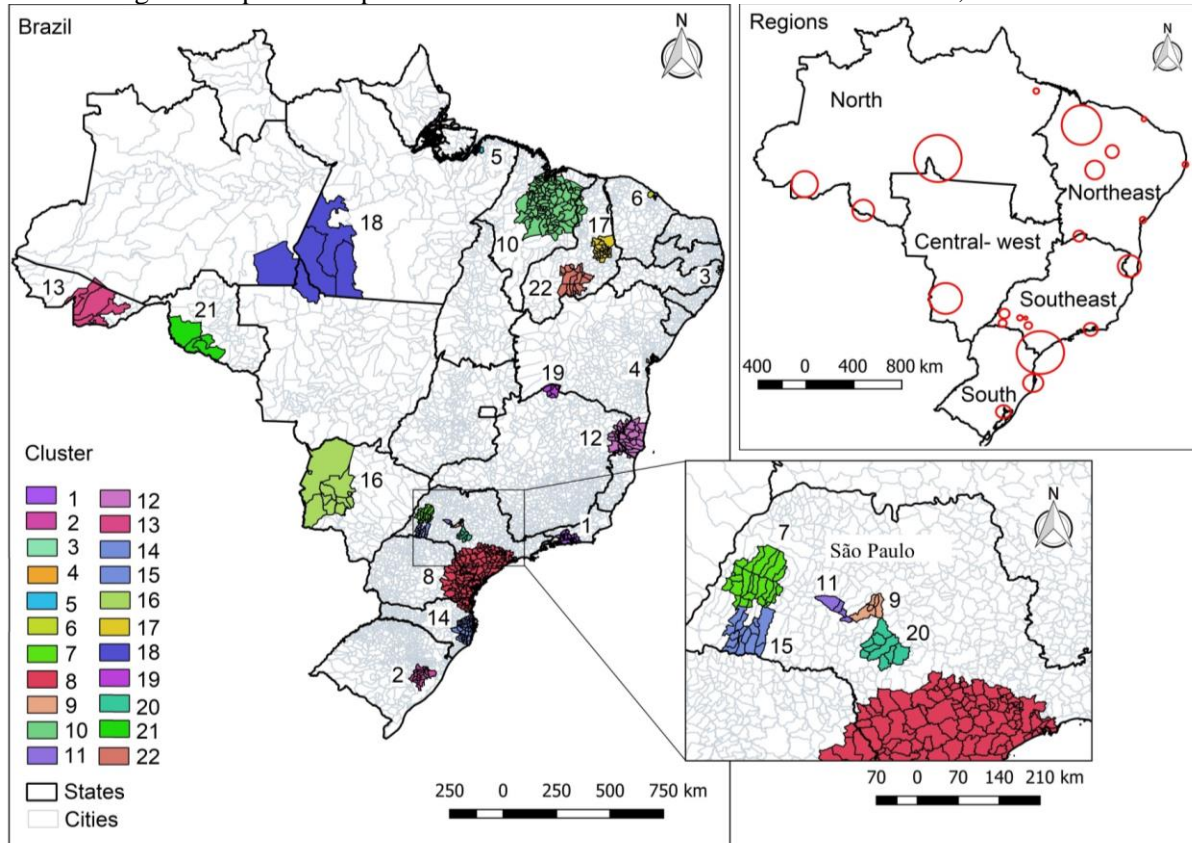 Brazil
N
5
6
10
17
22
3
18
13
21
4
19
12
16
1
8
14
2
Cluster
1
2
3
4
5
6
7
8
9
10
11
12
13
14
15
16
17
18
19
20
21
22
States
Cities
250 0 250 500 750 km
Regions
N
North
Northeast
Central- west
Southeast
South
400 0 400 800 km
N
7
São Paulo
11
9
20
15
70 0 70 140 210 km